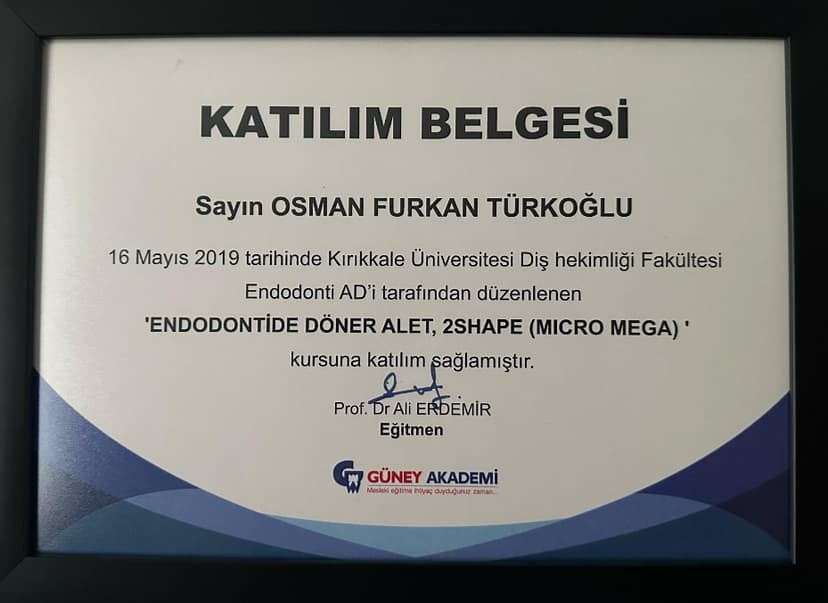 KATILIM BELGESİ
Sayın OSMAN FURKAN TÜRKOĞLU
16 Mayıs 2019 tarihinde Kırıkkale Üniversitesi Diş hekimliği Fakültesi
Endodonti AD'i tarafından düzenlenen
'ENDODONTİDE DÖNER ALET, 2SHAPE (MICRO MEGA) '
kursuna katılım sağlamıştır.
Prof. Dr Ali ERDEMİR
Eğitmen
GÜNEY AKADEMİ
Mesleki eğitime ihtiyaç duyduğunuz zaman...